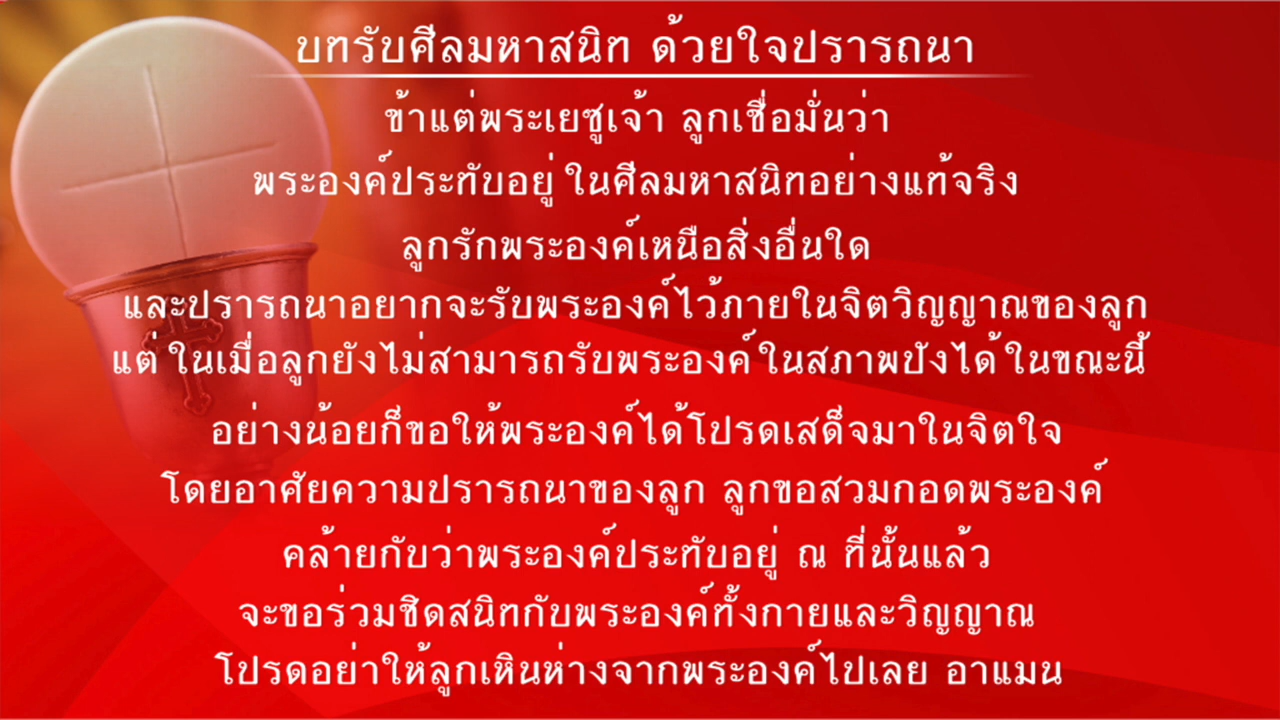 บทรับศีลมหาสนิท ด้วยใจปรารถนา
ข้าแต่พระเยซูเจ้า ลูกเชื่อมั่นว่า
พระองค์ประทับอยู่ ในศีลมหาสนิทอย่างแท้จริง
ลูกรักพระองค์เหนือสิ่งอื่นใด
และปรารถนาอยากจะรับพระองค์ไว้ภายในจิตวิญญาณของลูก
แต่ ในเมื่อลูกยังไม่สามารถรับพระองค์ ในสภาพปังได้ ในขณะนี้
อย่างน้อยก็ขอให้พระองค์ได้โปรดเสด็จมาในจิตใจ
โดยอาศัยความปรารถนาของลูก ลูกขอสวมกอดพระองค์
คล้ายกับว่าพระองค์ประทับอยู่ ณ ที่นั้นแล้ว
จะขอร่วมชิดสนิทกับพระองค์ทั้งกายและวิญญาณ
โปรดอย่าให้ลูกเหินห่างจากพระองค์ไปเลย อาแมน